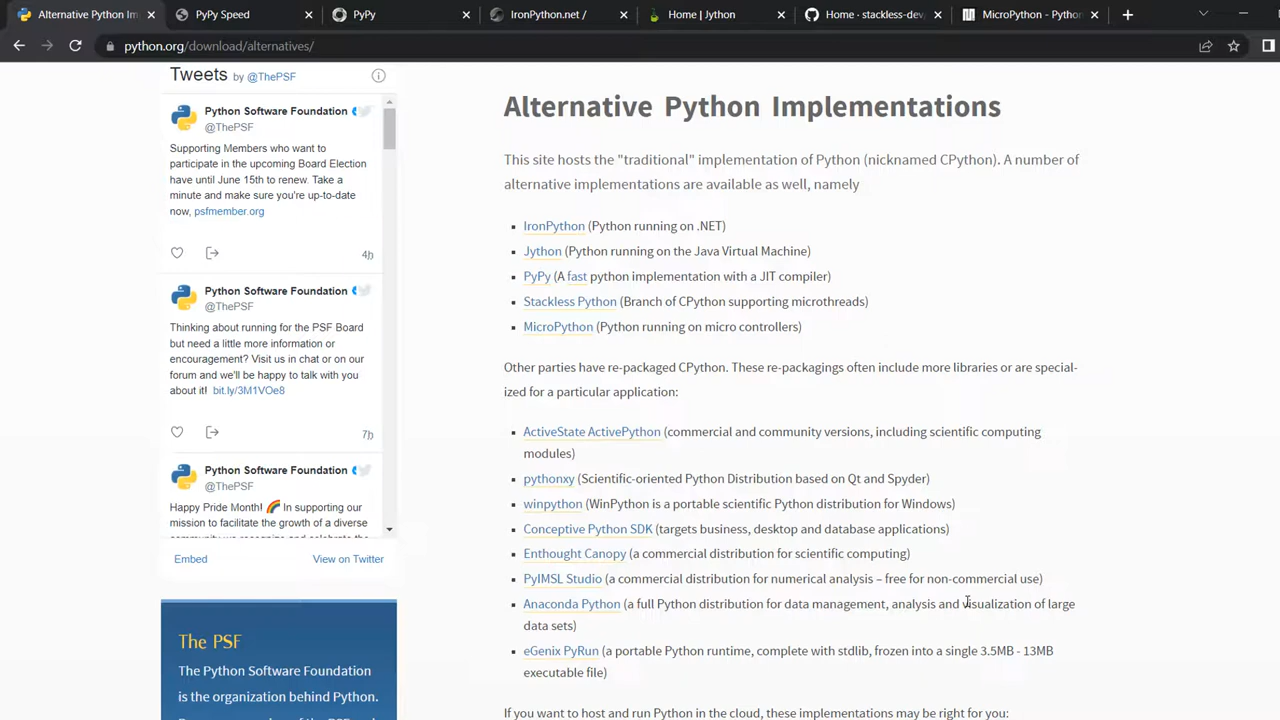 Alternative Python Im
PyPy Speed
PyPy
IronPython.net /
Home | Jython
Home · stackless-dev
MicroPython - Python
python.org/download/alternatives/
Tweets by @ThePSF
Python Software Foundation
@ThePSF
Supporting Members who want to
participate in the upcoming Board Election
have until June 15th to renew. Take a
minute and make sure you're up-to-date
now, psfmember.org
4h
Python Software Foundation
@ThePSF
Thinking about running for the PSF Board
but need a little more information or
encouragement? Visit us in chat or on our
forum and we'll be happy to talk with you
about it! bit.ly/3M1VOe8
7h
Python Software Foundation
@ThePSF
Happy Pride Month! 🌈 In supporting our
mission to facilitate the growth of a diverse
Embed
View on Twitter
The PSF
The Python Software Foundation
is the organization behind Python.
Alternative Python Implementations
This site hosts the "traditional" implementation of Python (nicknamed CPython). A number of
alternative implementations are available as well, namely
IronPython (Python running on .NET)
Jython (Python running on the Java Virtual Machine)
PyPy (A fast python implementation with a JIT compiler)
Stackless Python (Branch of CPython supporting microthreads)
MicroPython (Python running on micro controllers)
Other parties have re-packaged CPython. These re-packagings often include more libraries or are special-
ized for a particular application:
ActiveState ActivePython (commercial and community versions, including scientific computing
modules)
pythonxy (Scientific-oriented Python Distribution based on Qt and Spyder)
winpython (WinPython is a portable scientific Python distribution for Windows)
Conceptive Python SDK (targets business, desktop and database applications)
Enthought Canopy (a commercial distribution for scientific computing)
PyIMSL Studio (a commercial distribution for numerical analysis – free for non-commercial use)
Anaconda Python (a full Python distribution for data management, analysis and visualization of large
data sets)
eGenix PyRun (a portable Python runtime, complete with stdlib, frozen into a single 3.5MB - 13MB
executable file)
If you want to host and run Python in the cloud, these implementations may be right for you: